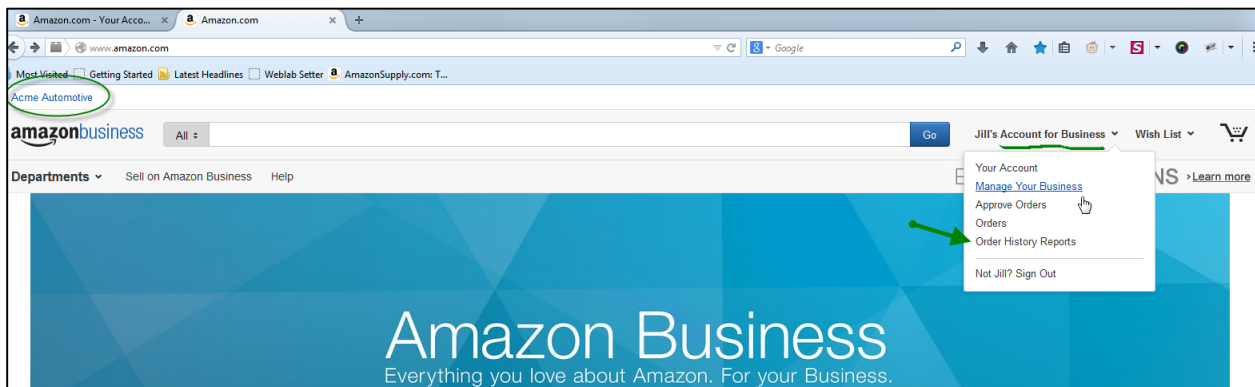 Amazon.com - Your Acco... × Amazon.com × +
www.amazon.com Google
Most Visited Getting Started Latest Headlines Weblab Setter AmazonSupply.com: T...
Acme Automotive
amazonbusiness All Go Jill's Account for Business Wish List
Departments Sell on Amazon Business Help NS Learn more
Your Account
Manage Your Business
Approve Orders
Orders
Order History Reports
Not Jill? Sign Out
Amazon Business
Everything you love about Amazon. For your Business.